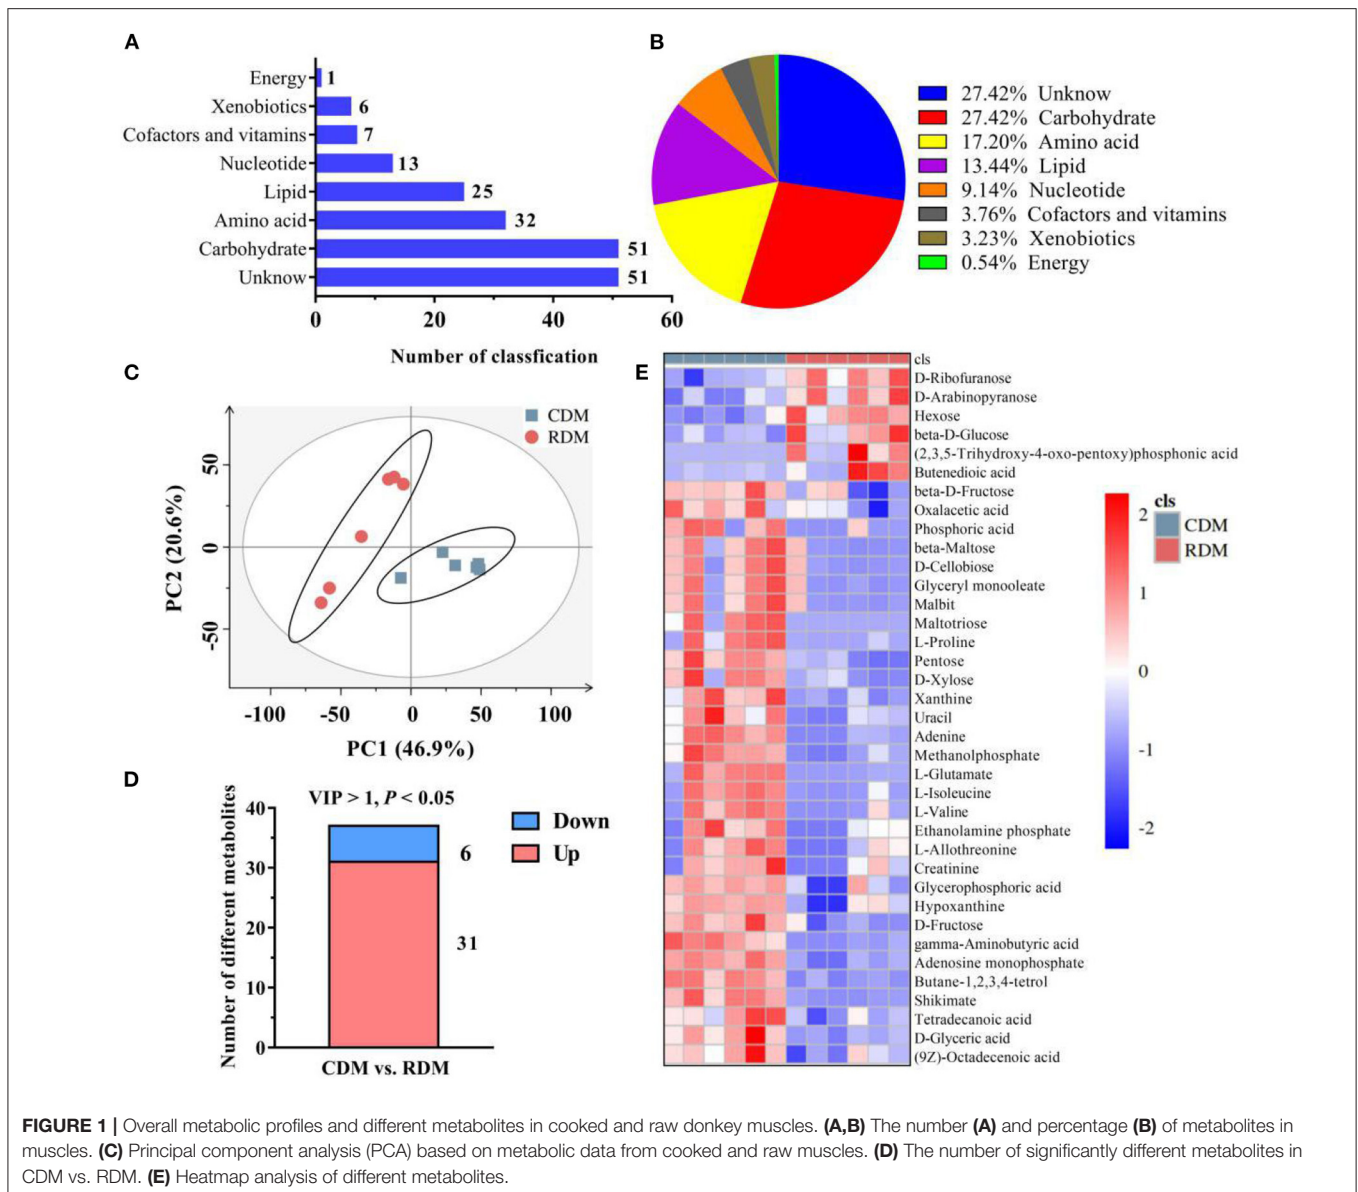 A
Energy 1
Xenobiotics 6
Cofactors and vitamins 7
Nucleotide 13
Lipid 25
Amino acid 32
Carbohydrate 51
Unknow 51
0 20 40 60
Number of classfication
B
27.42% Unknow
27.42% Carbohydrate
17.20% Amino acid
13.44% Lipid
9.14% Nucleotide
3.76% Cofactors and vitamins
3.23% Xenobiotics
0.54% Energy
C
CDM
RDM
50
0
-50
PC2 (20.6%)
-100 -50 0 50 100
PC1 (46.9%)
D
VIP > 1, P < 0.05
Number of different metabolites
40
30
20
10
0
6
31
CDM vs. RDM
Down
Up
E
cls
D-Ribofuranose
D-Arabinopyranose
Hexose
beta-D-Glucose
(2,3,5-Trihydroxy-4-oxo-pentoxy)phosphonic acid
Butenedioic acid
beta-D-Fructose
Oxalacetic acid
Phosphoric acid
beta-Maltose
D-Cellobiose
Glyceryl monooleate
Malbit
Maltotriose
L-Proline
Pentose
D-Xylose
Xanthine
Uracil
Adenine
Methanolphosphate
L-Glutamate
L-Isoleucine
L-Valine
Ethanolamine phosphate
L-Allothreonine
Creatinine
Glycerophosphoric acid
Hypoxanthine
D-Fructose
gamma-Aminobutyric acid
Adenosine monophosphate
Butane-1,2,3,4-tetrol
Shikimate
Tetradecanoic acid
D-Glyceric acid
(9Z)-Octadecenoic acid
2
1
0
-1
-2
cls
CDM
RDM
FIGURE 1 | Overall metabolic profiles and different metabolites in cooked and raw donkey muscles. (A,B) The number (A) and percentage (B) of metabolites in
muscles. (C) Principal component analysis (PCA) based on metabolic data from cooked and raw muscles. (D) The number of significantly different metabolites in
CDM vs. RDM. (E) Heatmap analysis of different metabolites.